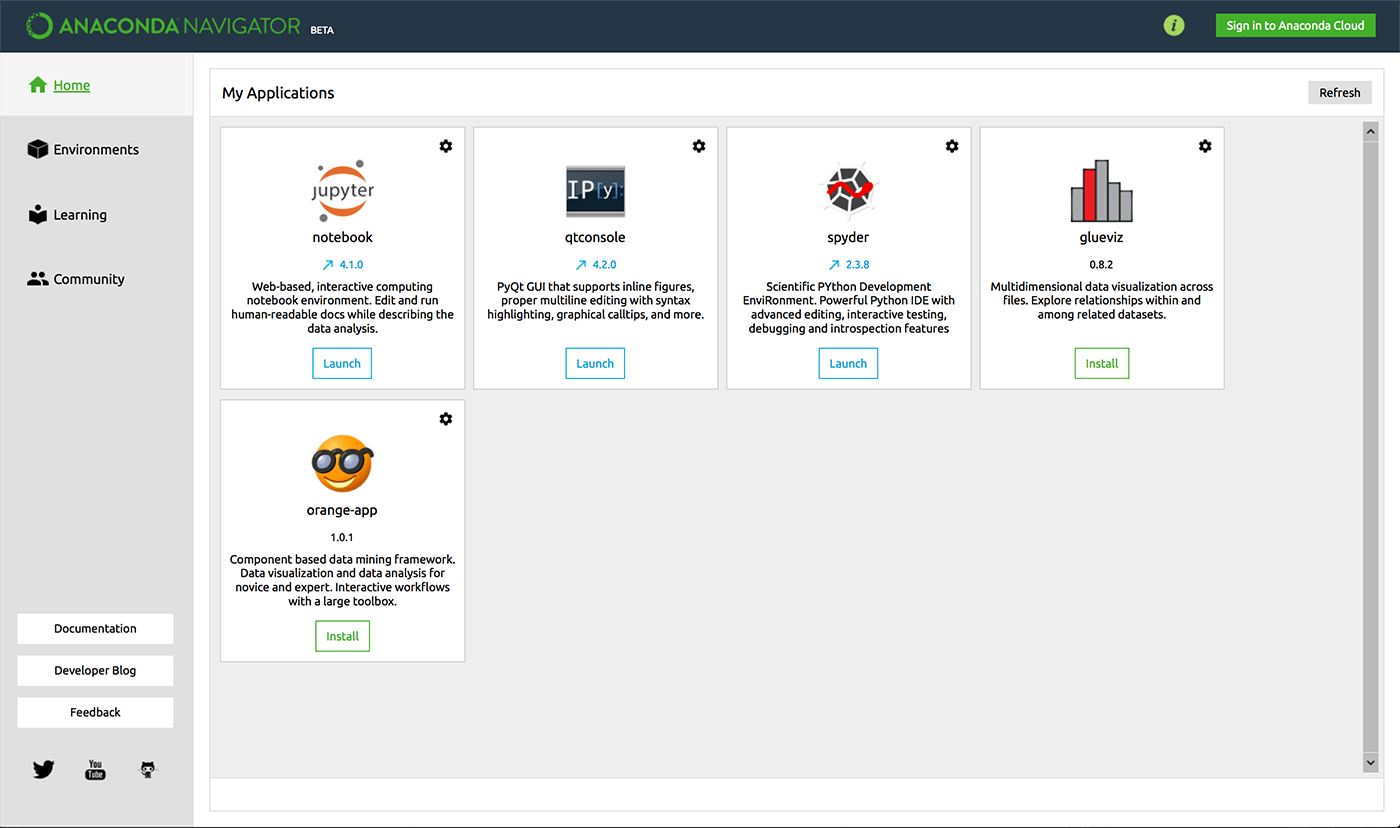 ANACONDA NAVIGATOR BETA
i
Sign in to Anaconda Cloud
Home
Environments
Learning
Community
Documentation
Developer Blog
Feedback
You
Tube
My Applications
Refresh
jupyter
notebook
4.1.0
Web-based, interactive computing
notebook environment. Edit and run
human-readable docs while describing the
data analysis.
Launch
IP[y]:
qtconsole
4.2.0
PyQt GUI that supports inline figures,
proper multiline editing with syntax
highlighting, graphical calltips, and more.
Launch
spyder
2.3.8
Scientific PYthon Development
EnviRonment. Powerful Python IDE with
advanced editing, interactive testing,
debugging and introspection features
Launch
glueviz
0.8.2
Multidimensional data visualization across
files. Explore relationships within and
among related datasets.
Install
orange-app
1.0.1
Component based data mining framework.
Data visualization and data analysis for
novice and expert. Interactive workflows
with a large toolbox.
Install